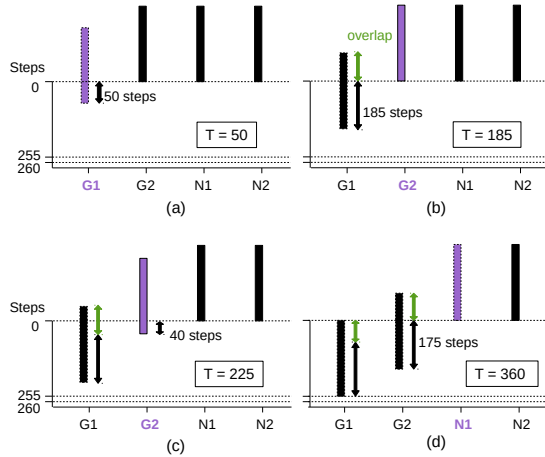 overlap
Steps
0
50 steps
185 steps
T = 50
T = 185
255
260
G1 G2 N1 N2
G1 G2 N1 N2
(a)
(b)
Steps
0
40 steps
175 steps
T = 225
T = 360
255
260
G1 G2 N1 N2
G1 G2 N1 N2
(c)
(d)